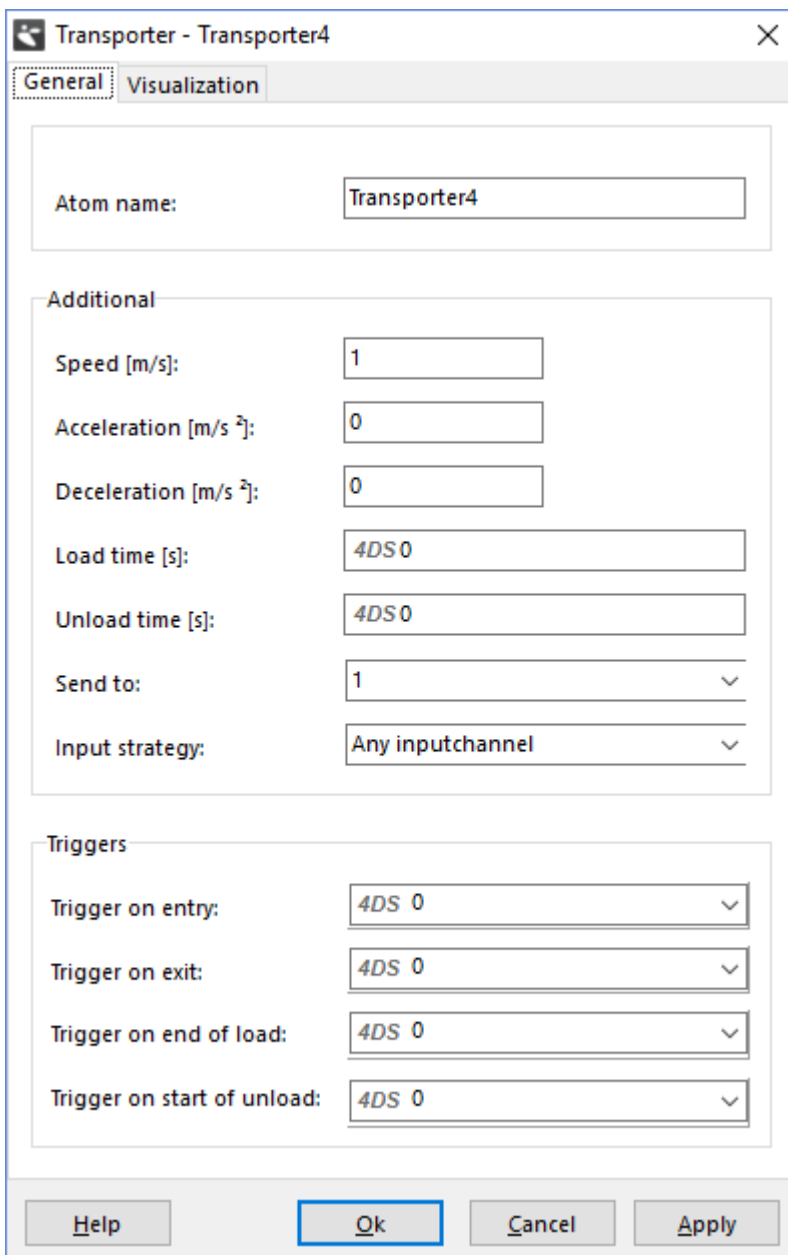 Transporter - Transporter4
General Visualization
Atom name: Transporter4
Additional
Speed [m/s]: 1
Acceleration [m/s ²]: 0
Deceleration [m/s ²]: 0
Load time [s]: 4DS 0
Unload time [s]: 4DS 0
Send to: 1
Input strategy: Any inputchannel
Triggers
Trigger on entry: 4DS 0
Trigger on exit: 4DS 0
Trigger on end of load: 4DS 0
Trigger on start of unload: 4DS 0
Help Ok Cancel Apply